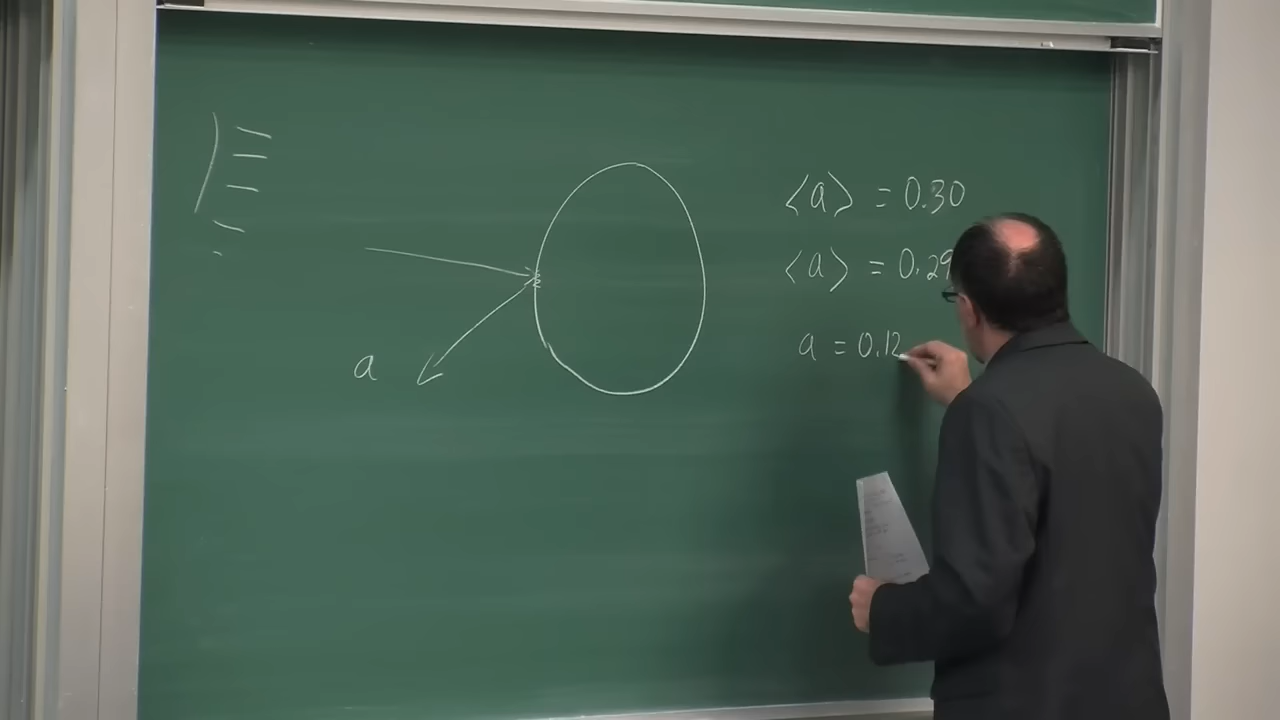 ⟨a⟩ = 0.30
⟨a⟩ = 0.29
a = 0.12
a